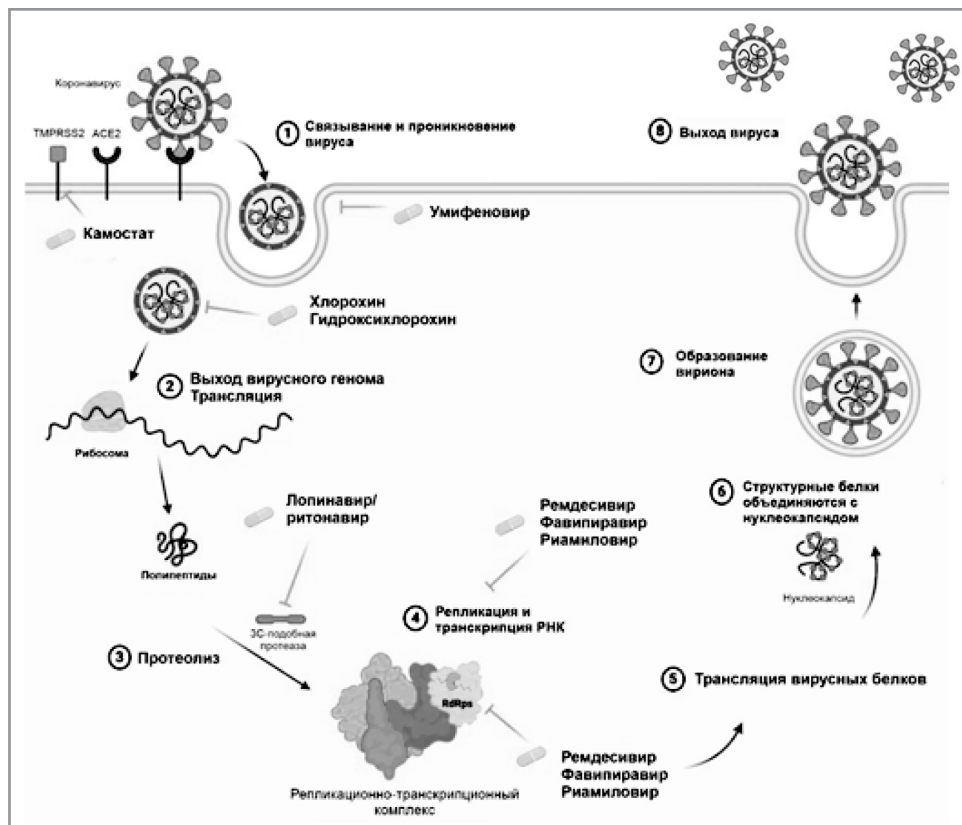 Коронавирус
TMPRSS2 ACE2
1 Связывание и проникновение
вируса
8 Выход вируса
Умифеновир
Камостат
Хлорохин
Гидроксихлорохин
7 Образование
вириона
2 Выход вирусного генома
Трансляция
Рибосома
Лопинавир/
ритонавир
Ремдесивир
Фавипиравир
Риамиловир
6 Структурные белки
объединяются с
нуклеокапсидом
Полипептиды
Нуклеокапсид
3С-подобная
протеаза
4 Репликация и
транскрипция РНК
3 Протеолиз
5 Трансляция вирусных белков
RdRps
Ремдесивир
Фавипиравир
Риамиловир
Репликационно-транскрипционный
комплекс